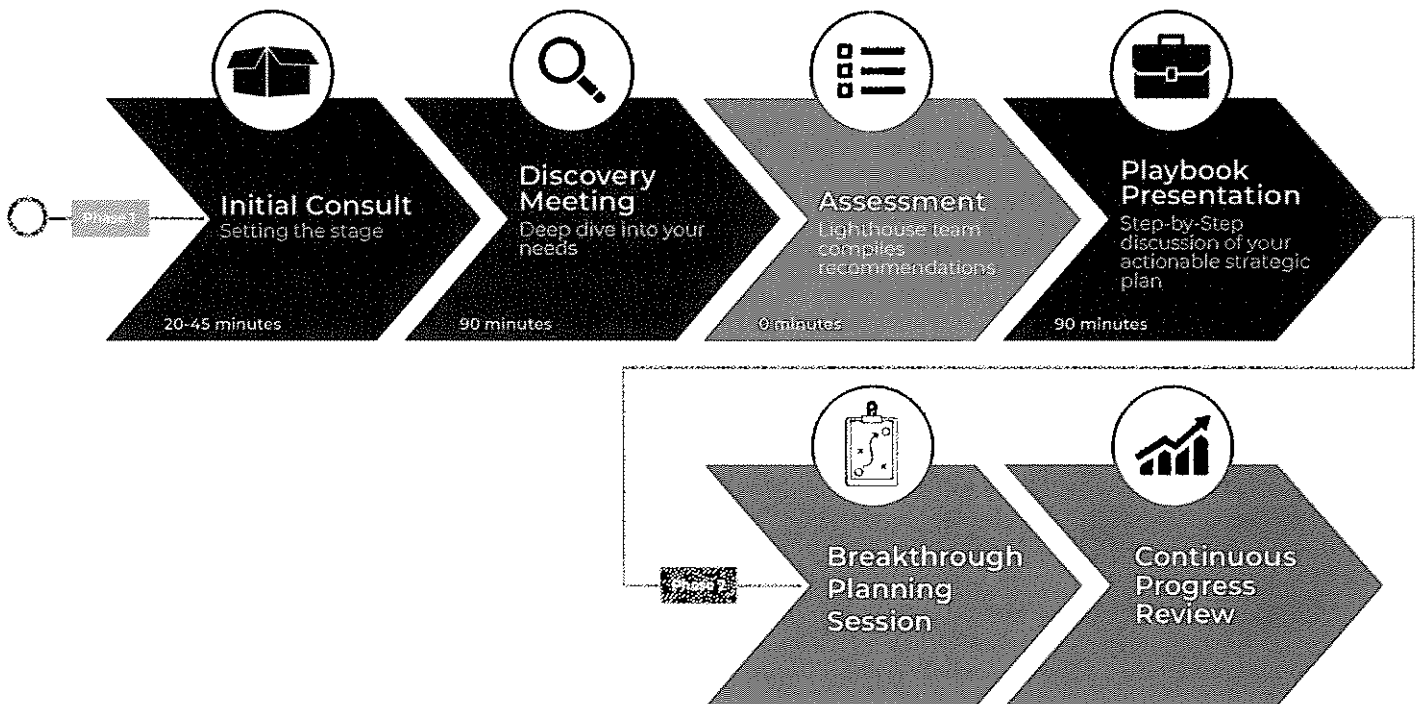 Phase 1
Initial Consult
Setting the stage
20-45 minutes
Discovery
Meeting
Deep dive into your
needs
90 minutes
Assessment
Lighthouse team
compiles
recommendations
0 minutes
Playbook
Presentation
Step-by-Step
discussion of your
actionable strategic
plan
90 minutes
Phase 2
Breakthrough
Planning
Session
Continuous
Progress
Review